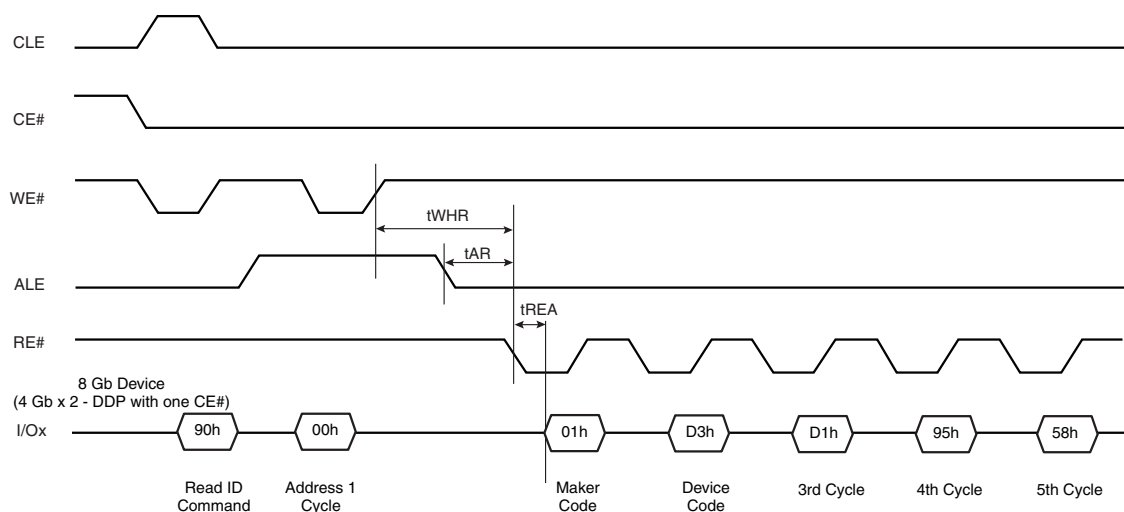 CLE
CE#
WE#
tWHR
tAR
ALE
tREA
RE#
8 Gb Device
(4 Gb x 2 - DDP with one CE#)
I/Ox
90h
00h
01h
D3h
D1h
95h
58h
Read ID
Command
Address 1
Cycle
Maker
Code
Device
Code
3rd Cycle
4th Cycle
5th Cycle